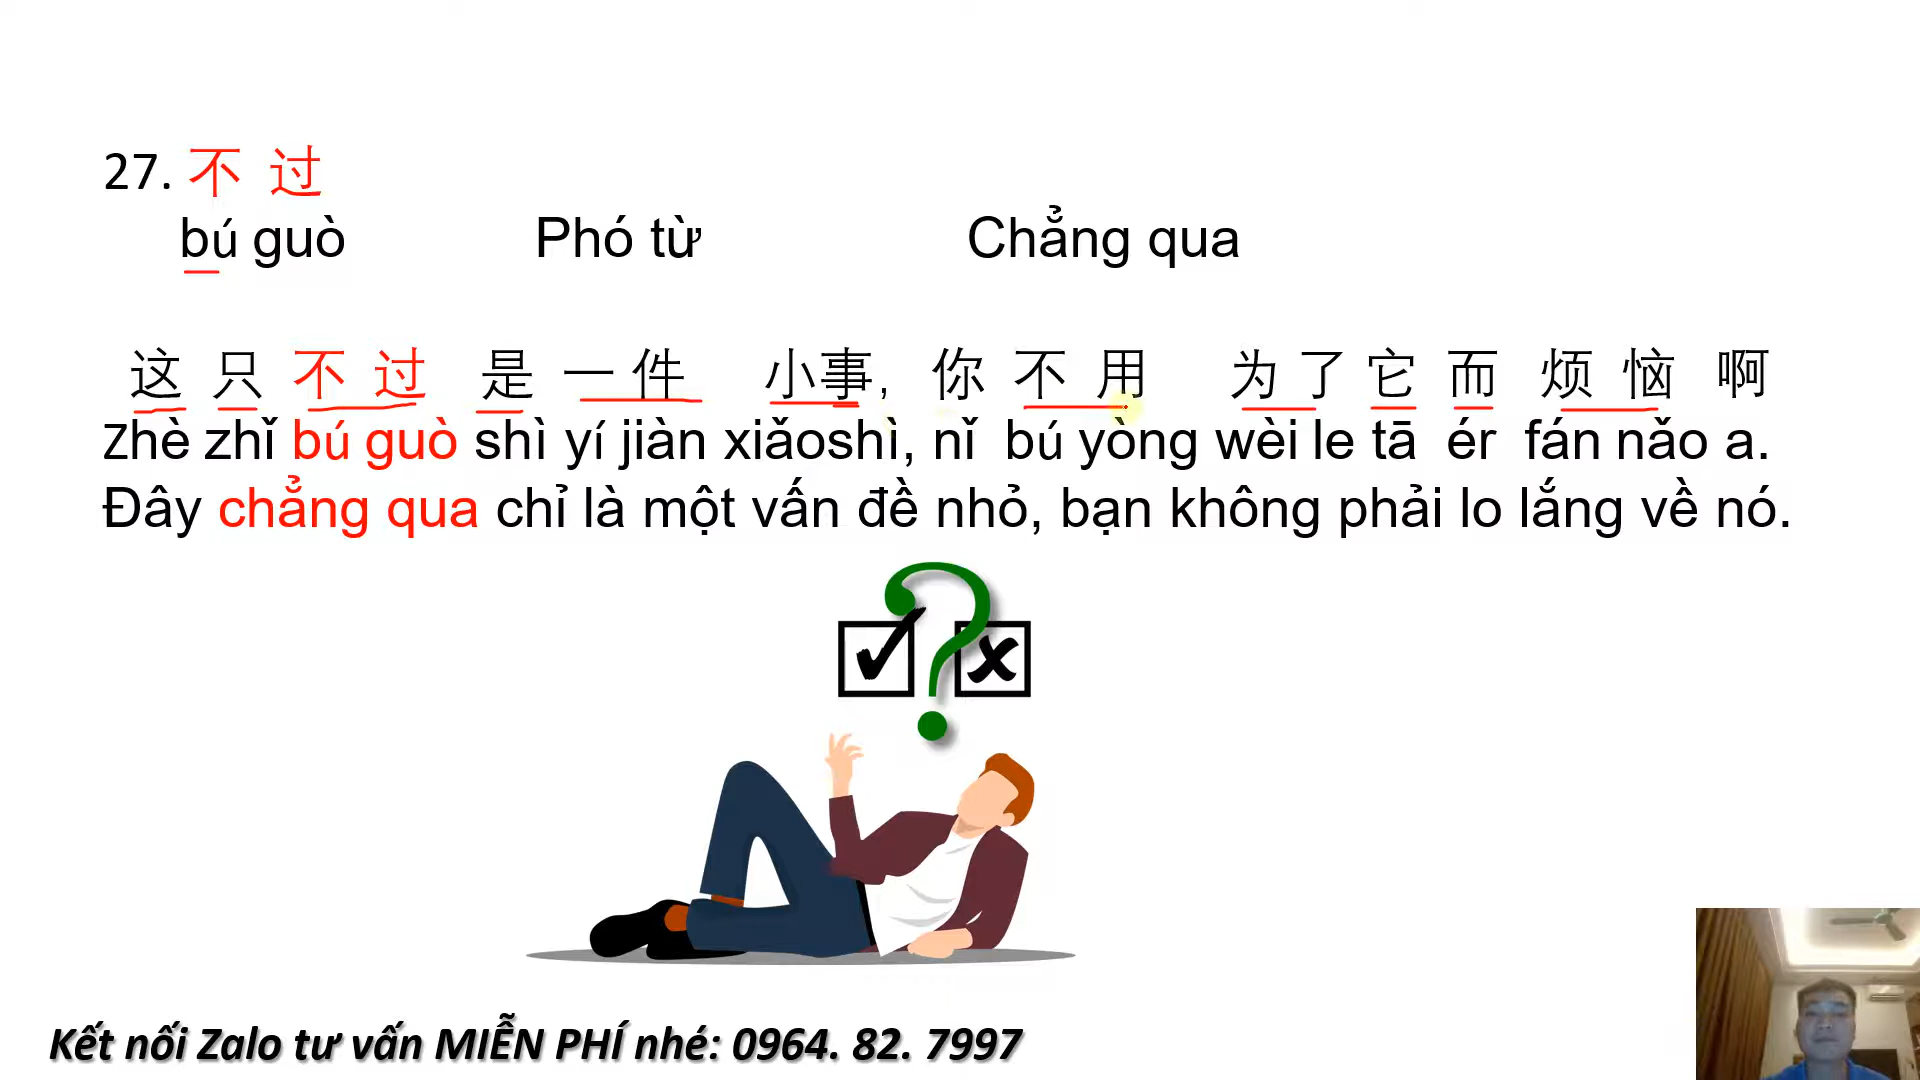 27. 不过
bú guò Phó từ Chẳng qua
这只不过是一件小事, 你不用为了它而烦恼啊
Zhè zhǐ bú guò shì yí jiàn xiǎoshì, nǐ bú yòng wèi le tā ér fán nǎo a.
Đây chẳng qua chỉ là một vấn đề nhỏ, bạn không phải lo lắng về nó.
Kết nối Zalo tư vấn MIỄN PHÍ nhé: 0964. 82. 7997